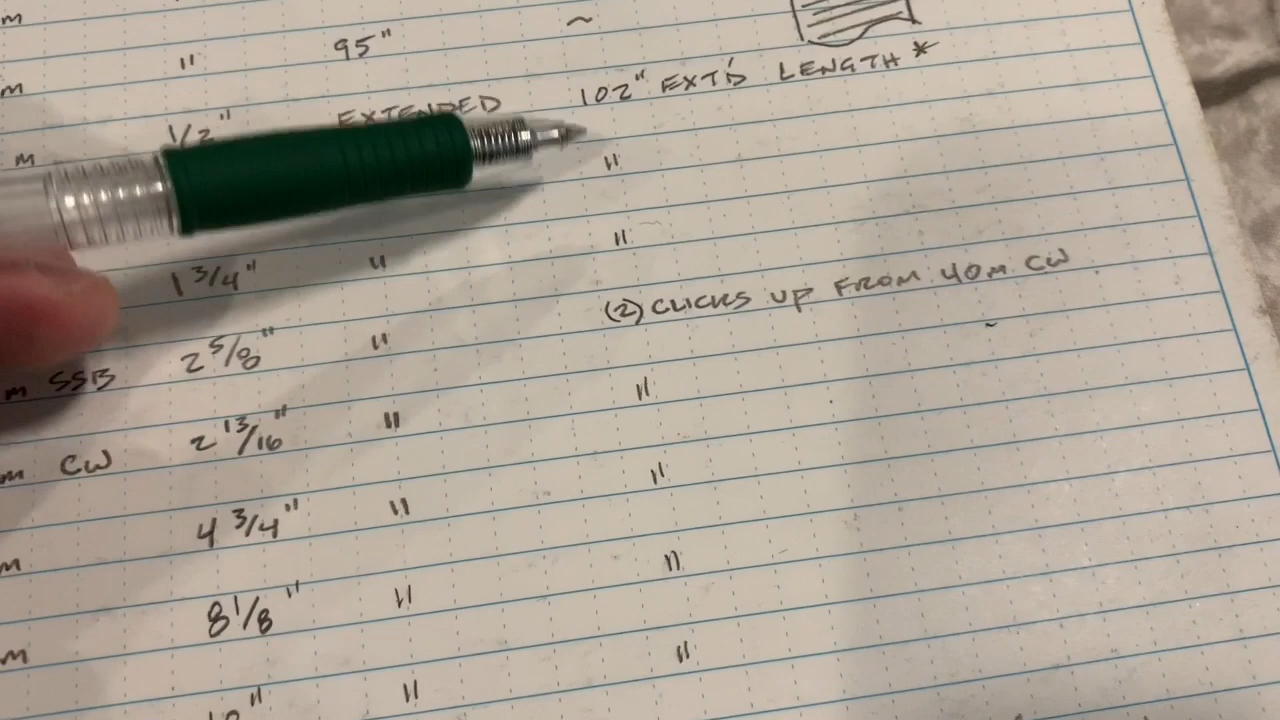 m ~
m " 95"
m 1/2" EXTENDED 102" EXT'D LENGTH*
"
1 3/4" " "
m SSB 2 5/8" " (2) CLICKS UP FROM 40M CW
m CW 2 13/16" " "
4 3/4" " "
m 8 1/8" " "
m " " "